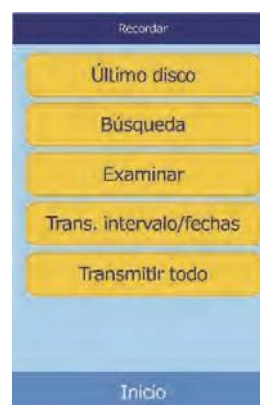 Recordar
Último disco
Búsqueda
Examinar
Trans. intervalo/fechas
Transmitir todo
Inicio